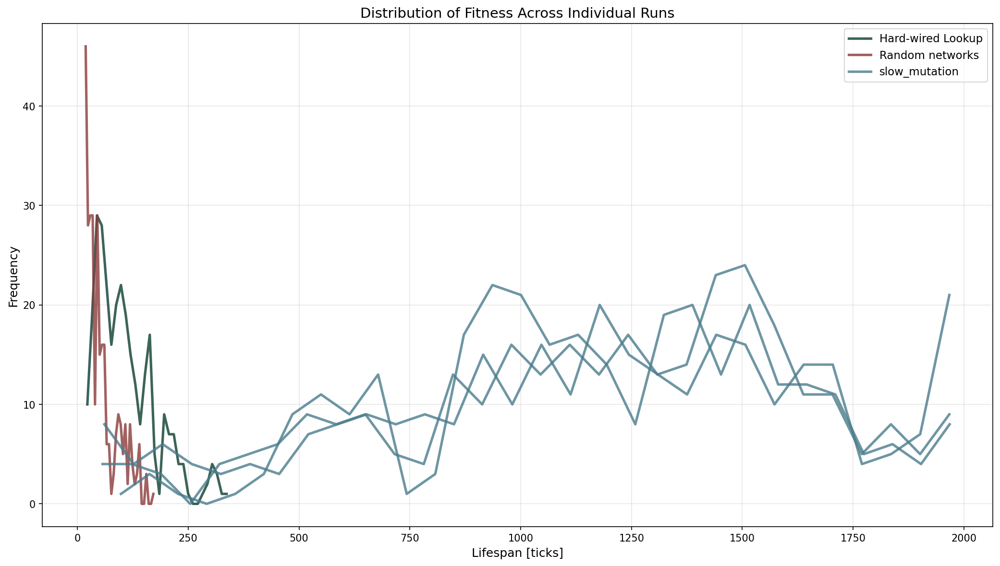 Distribution of Fitness Across Individual Runs
Hard-wired Lookup
Random networks
slow_mutation
Frequency
40
30
20
10
0
0 250 500 750 1000 1250 1500 1750 2000
Lifespan [ticks]